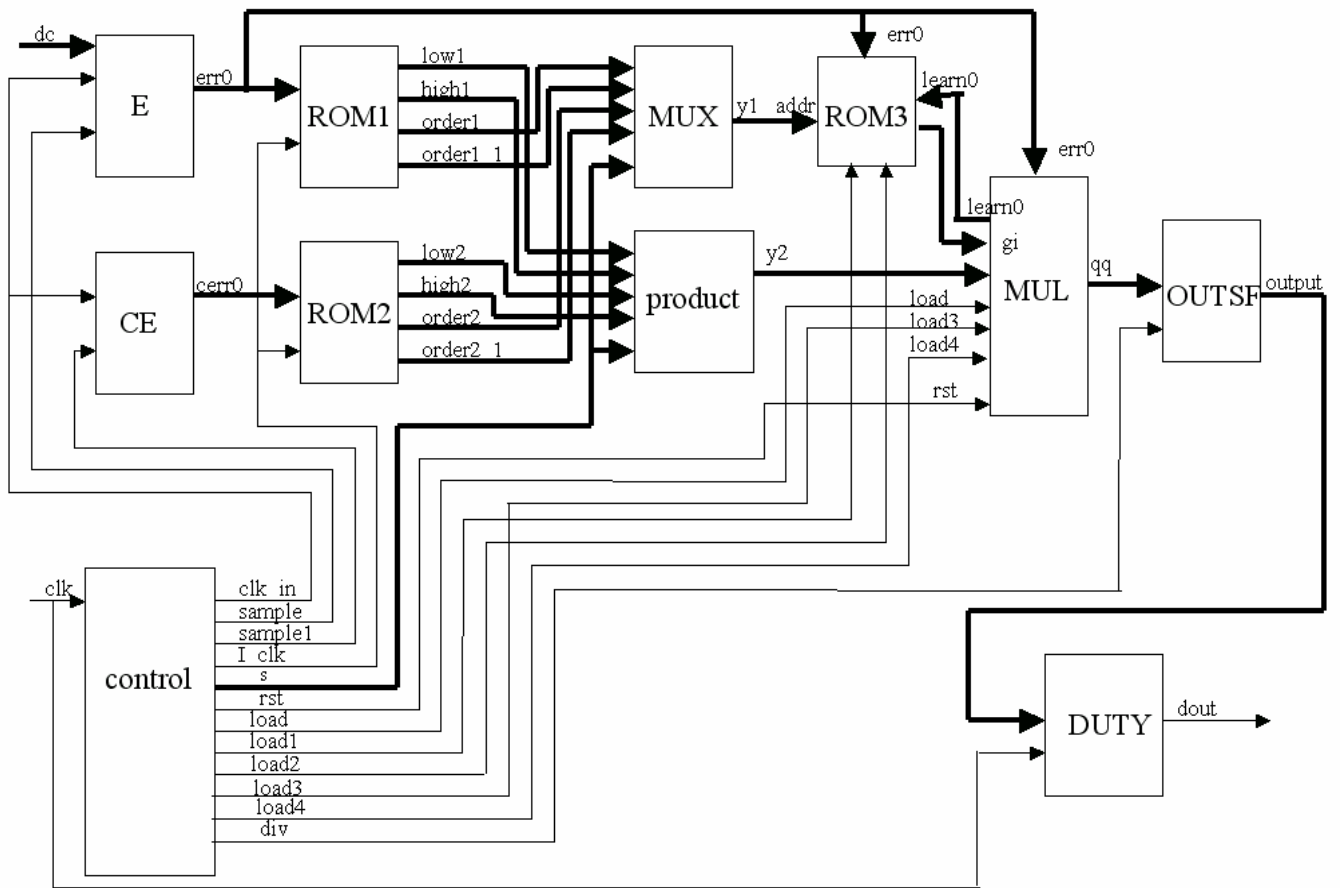 dc
err0
E
err0
ROM1
low1
high1
order1
order1_1
MUX
y1
addr
err0
learn0
ROM3
err0
CE
cerr0
ROM2
low2
high2
order2
order2_1
product
y2
learn0
gi
MUL
load
load3
load4
rst
qq
OUTSF
output
clk
control
clk_in
sample
sample1
I_clk
s
rst
load
load1
load2
load3
load4
div
DUTY
dout